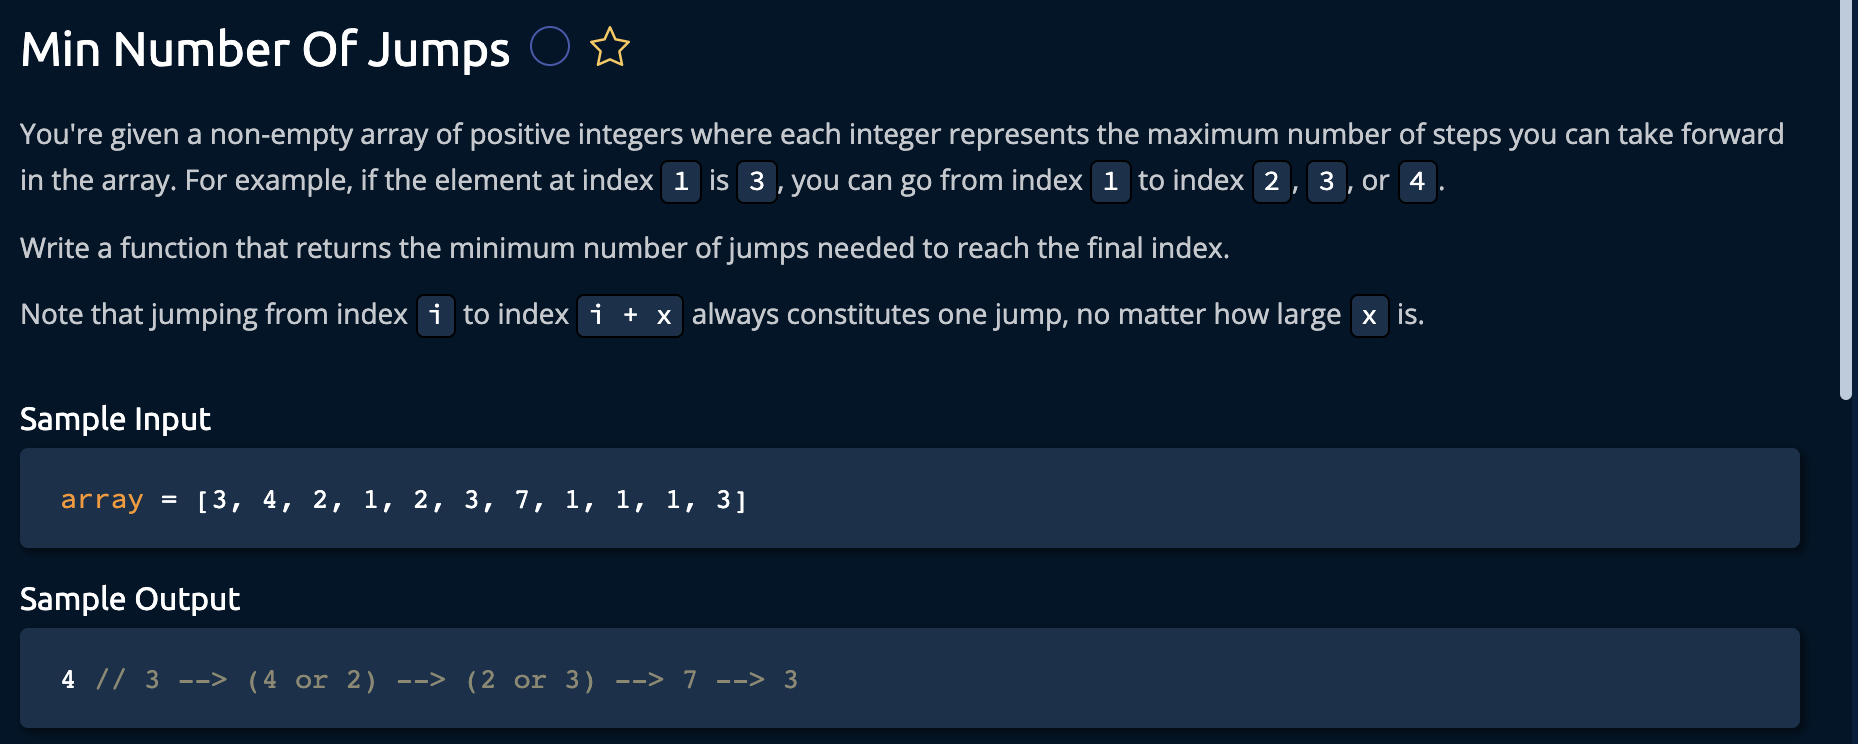 Min Number Of Jumps
You're given a non-empty array of positive integers where each integer represents the maximum number of steps you can take forward
in the array. For example, if the element at index 1 is 3, you can go from index 1 to index 2, 3, or 4.
Write a function that returns the minimum number of jumps needed to reach the final index.
Note that jumping from index i to index i + x always constitutes one jump, no matter how large x is.
Sample Input
array = [3, 4, 2, 1, 2, 3, 7, 1, 1, 1, 3]
Sample Output
4 // 3 --> (4 or 2) --> (2 or 3) --> 7 --> 3